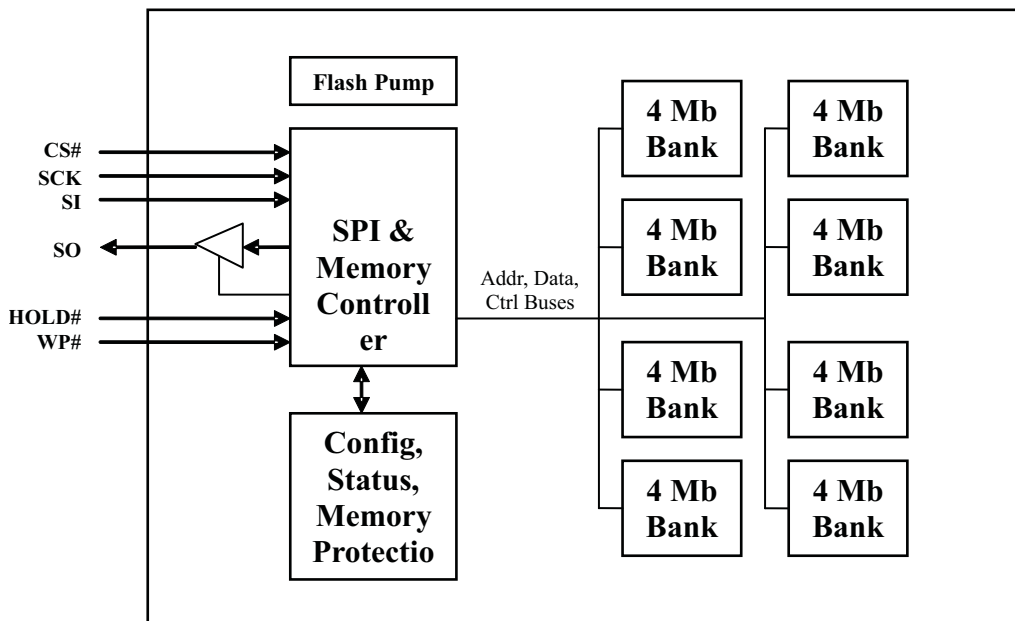 Flash Pump
CS#
SCK
SI
SO
HOLD#
WP#
SPI &
Memory
Controll
er
Addr, Data,
Ctrl Buses
Config,
Status,
Memory
Protectio
4 Mb
Bank
4 Mb
Bank
4 Mb
Bank
4 Mb
Bank
4 Mb
Bank
4 Mb
Bank
4 Mb
Bank
4 Mb
Bank